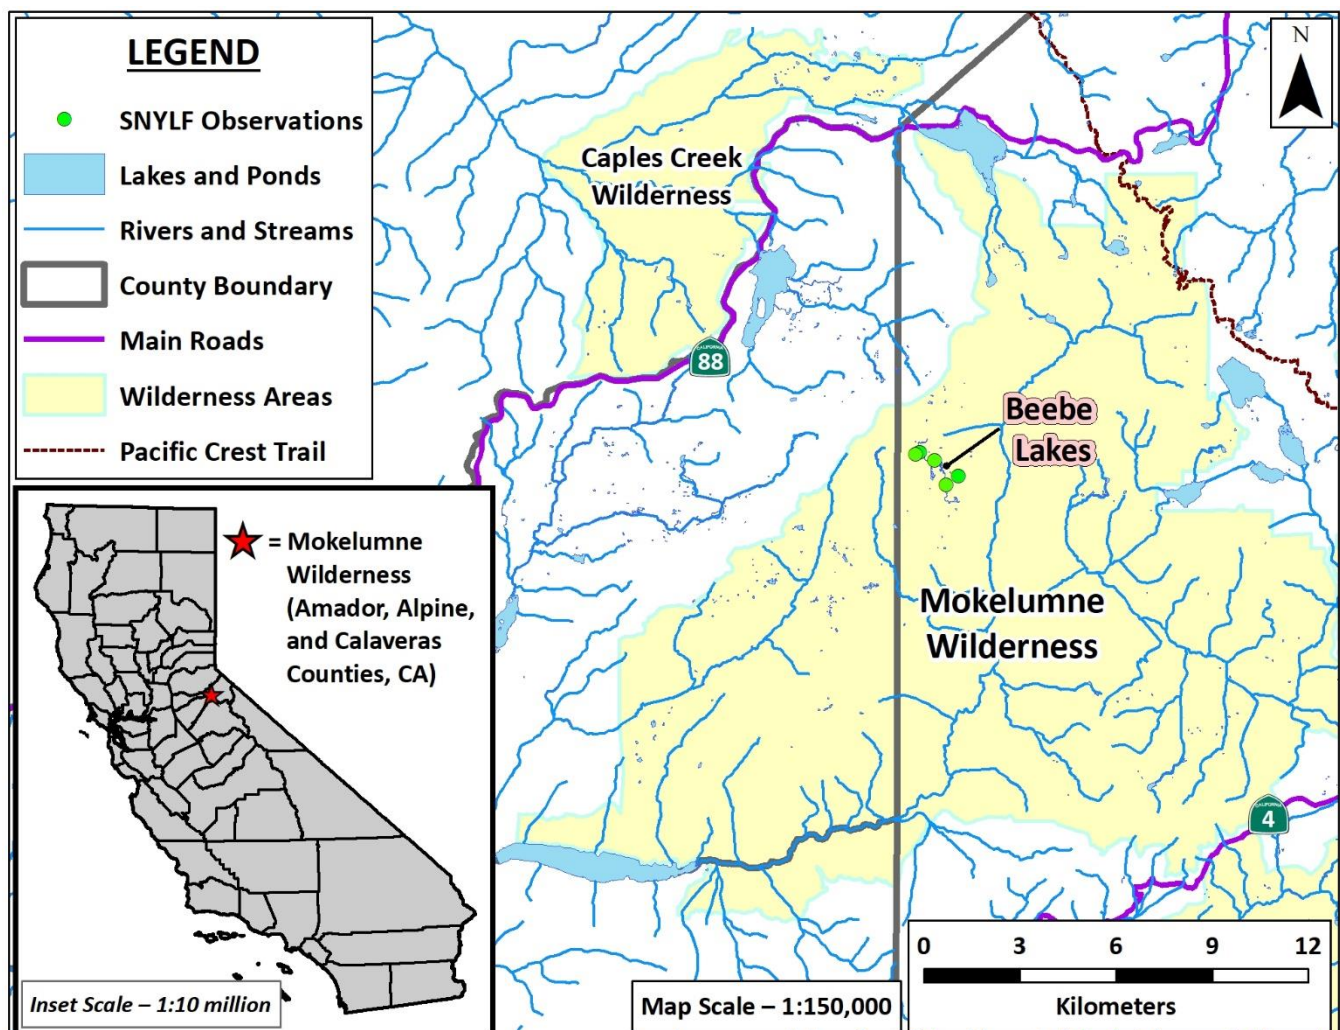 LEGEND
SNYLF Observations
Lakes and Ponds
Rivers and Streams
County Boundary
Main Roads
Wilderness Areas
Pacific Crest Trail
N
Caples Creek
Wilderness
CALIFORNIA
88
Beebe
Lakes
Mokelumne
Wilderness
CALIFORNIA
4
= Mokelumne
Wilderness
(Amador, Alpine,
and Calaveras
Counties, CA)
Inset Scale – 1:10 million
Map Scale – 1:150,000
0 3 6 9 12
Kilometers